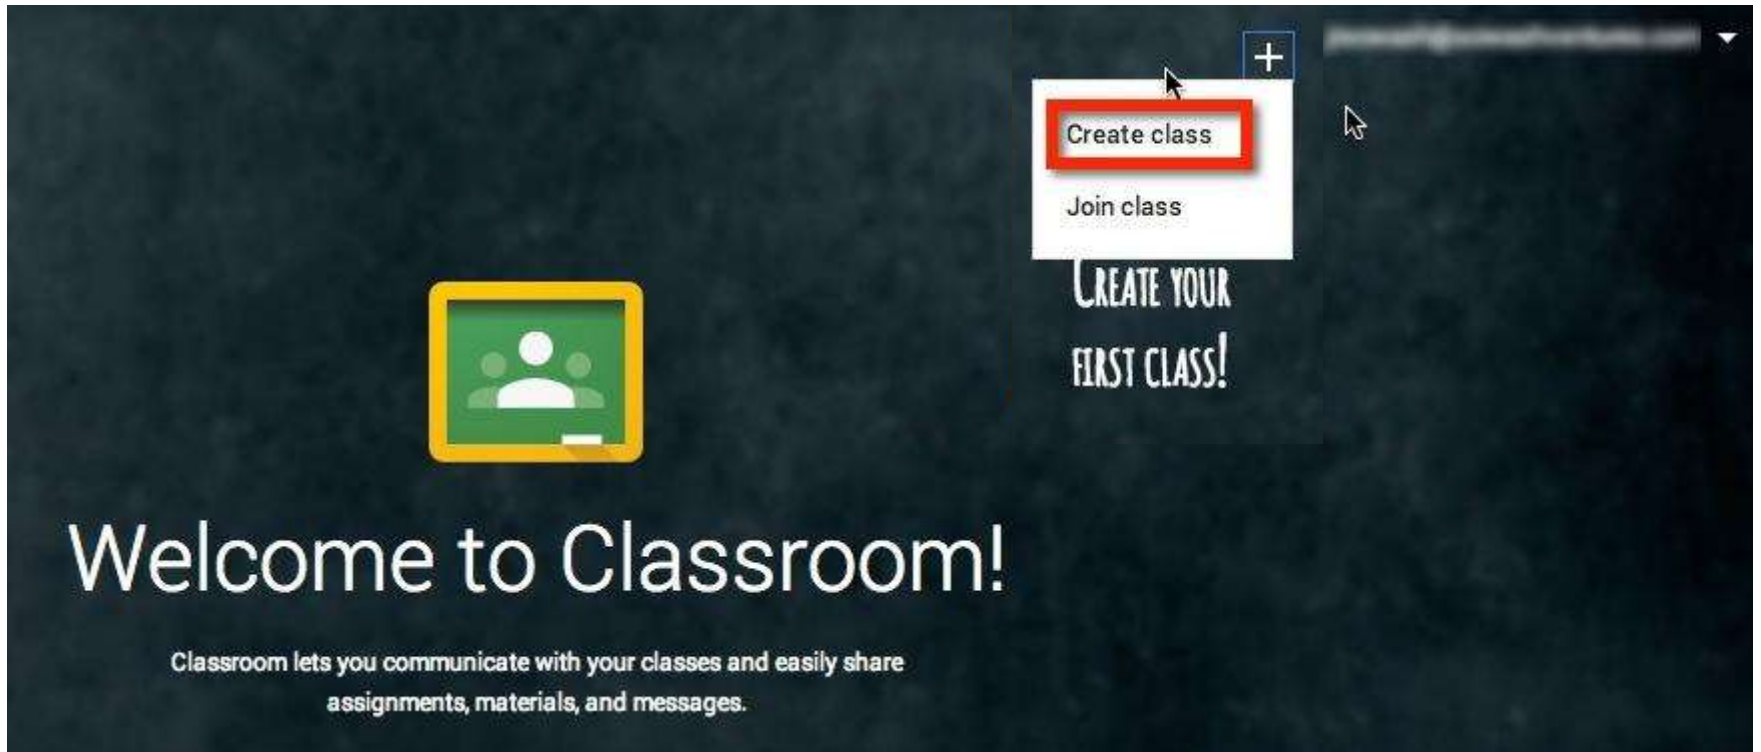 +
Create class
Join class
CREATE YOUR
FIRST CLASS!
Welcome to Classroom!
Classroom lets you communicate with your classes and easily share
assignments, materials, and messages.